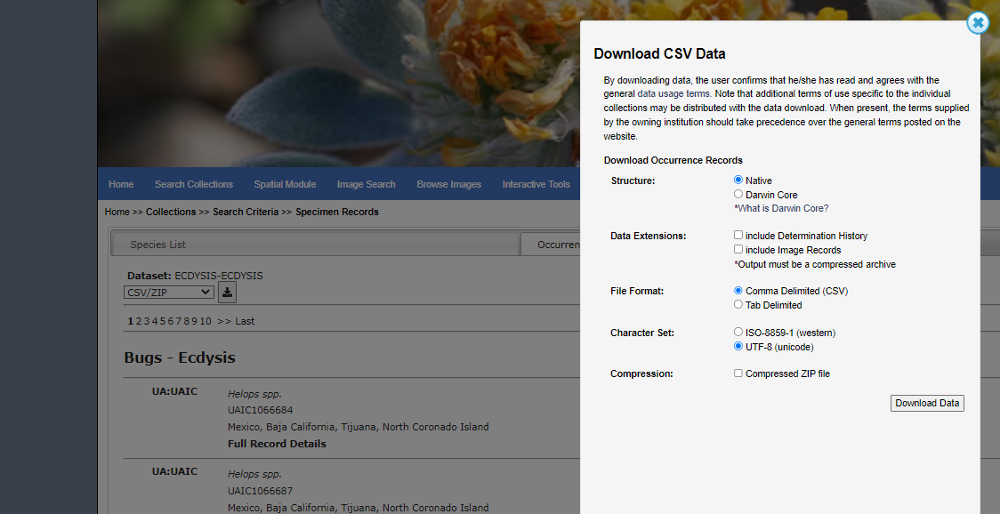 Download CSV Data
By downloading data, the user confirms that he/she has read and agrees with the
general data usage terms. Note that additional terms of use specific to the individual
collections may be distributed with the data download. When present, the terms supplied
by the owning institution should take precedence over the general terms posted on the
website.
Download Occurrence Records
Structure: Native
Darwin Core
*What is Darwin Core?
Data Extensions: include Determination History
include Image Records
*Output must be a compressed archive
File Format: Comma Delimited (CSV)
Tab Delimited
Character Set: ISO-8859-1 (western)
UTF-8 (unicode)
Compression: Compressed ZIP file
Download Data
Home Search Collections Spatial Module Image Search Browse Images Interactive Tools
Home >> Collections >> Search Criteria >> Specimen Records
Species List Occurren
Dataset: ECDYSIS-ECDYSIS
CSV/ZIP
1 2 3 4 5 6 7 8 9 10 >> Last
Bugs - Ecdysis
UA:UAIC Helops spp.
UAIC1066684
Mexico, Baja California, Tijuana, North Coronado Island
Full Record Details
UA:UAIC Helops spp.
UAIC1066687
Mexico, Baja California, Tijuana, North Coronado Island